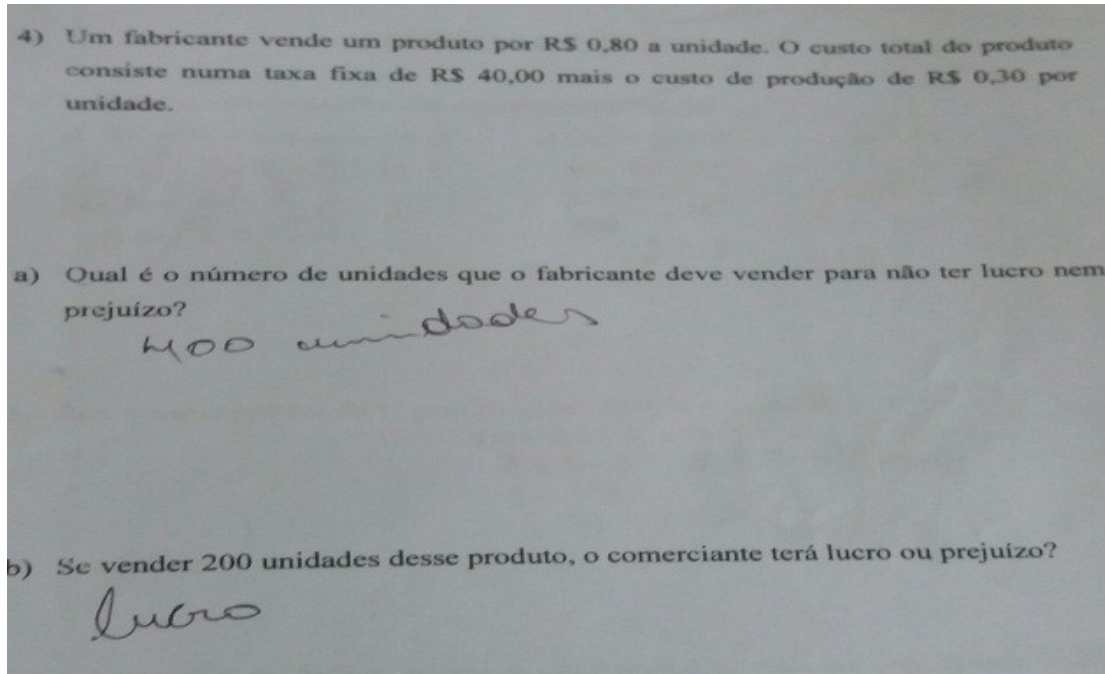 4) Um fabricante vende um produto por R$ 0,80 a unidade. O custo total do produto
consiste numa taxa fixa de R$ 40,00 mais o custo de produção de R$ 0,30 por
unidade.
a) Qual é o número de unidades que o fabricante deve vender para não ter lucro nem
prejuízo?
400 unidades
b) Se vender 200 unidades desse produto, o comerciante terá lucro ou prejuízo?
lucro